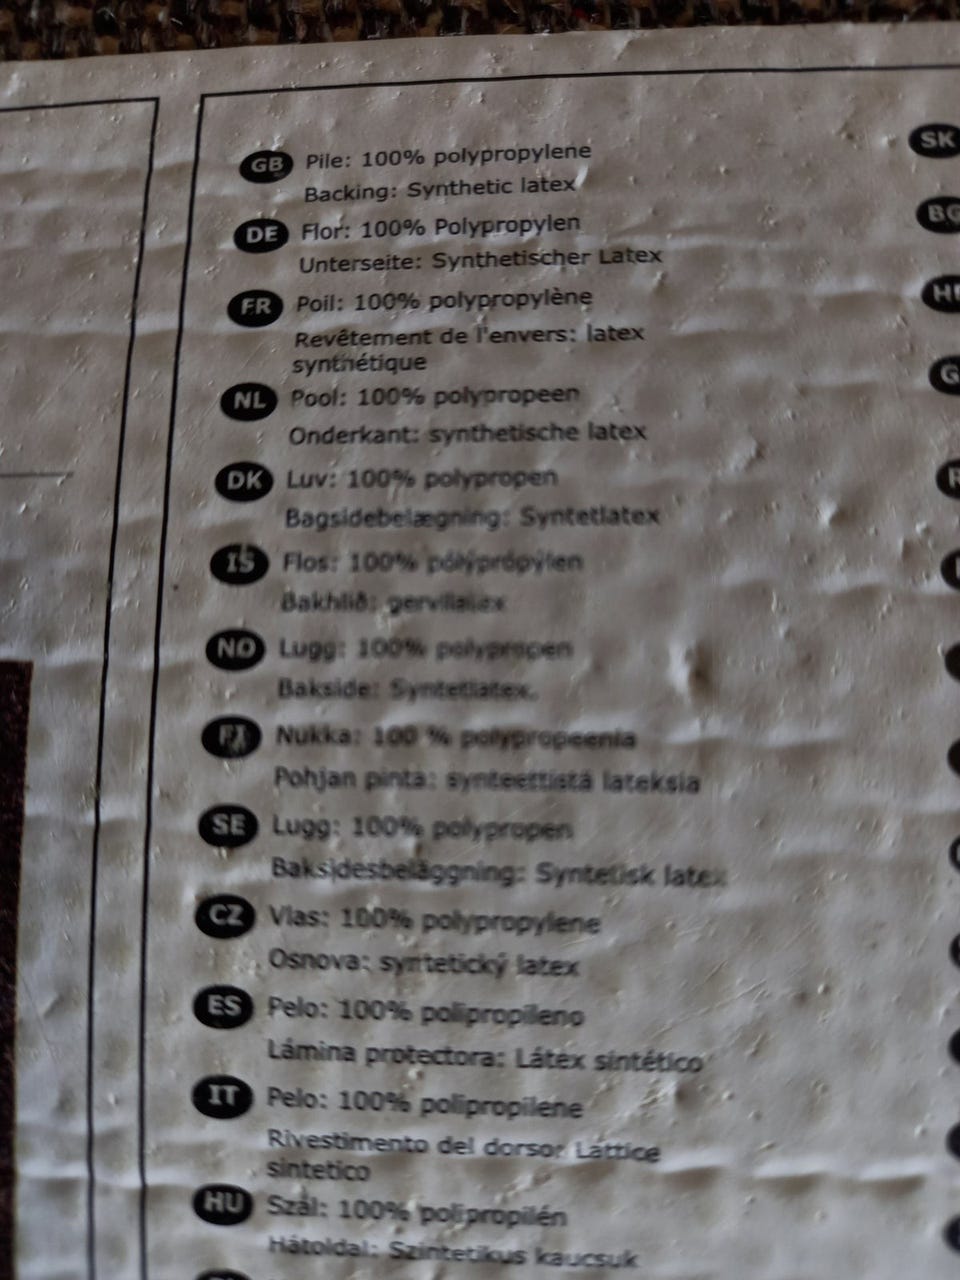 GB Pile: 100% polypropylene
Backing: Synthetic latex
DE Flor: 100% Polypropylen
Unterseite: Synthetischer Latex
FR Poil: 100% polypropylène
Revêtement de l'envers: latex
synthétique
NL Pool: 100% polypropeen
Onderkant: synthetische latex
DK Luv: 100% polypropen
Bagsidebelægning: Syntetlatex
IS Flos: 100% pólýprópýlen
Bakhlið: gervilatex
NO Lugg: 100% polypropen
Bakside: Syntetlatex.
FI Nukka: 100 % polypropeenia
Pohjan pinta: synteettistä lateksia
SE Lugg: 100% polypropen
Baksidesbeläggning: Syntetisk latex
CZ Vlas: 100% polypropylene
Osnova: syntetický latex
ES Pelo: 100% polipropileno
Lámina protectora: Látex sintético
IT Pelo: 100% polipropilene
Rivestimento del dorso: Lattice
sintetico
HU Szál: 100% polipropilén
Hátoldal: Szintetikus kaucsuk
SK
BG